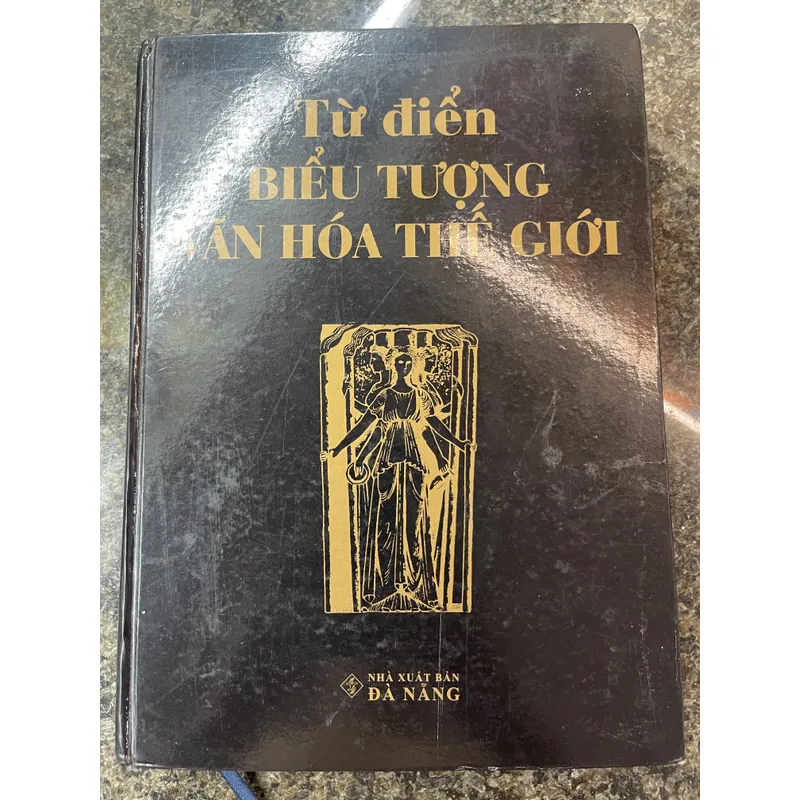 Từ điển
BIỂU TƯỢNG
VĂN HÓA THẾ GIỚI
NHÀ XUẤT BẢN
ĐÀ NẴNG